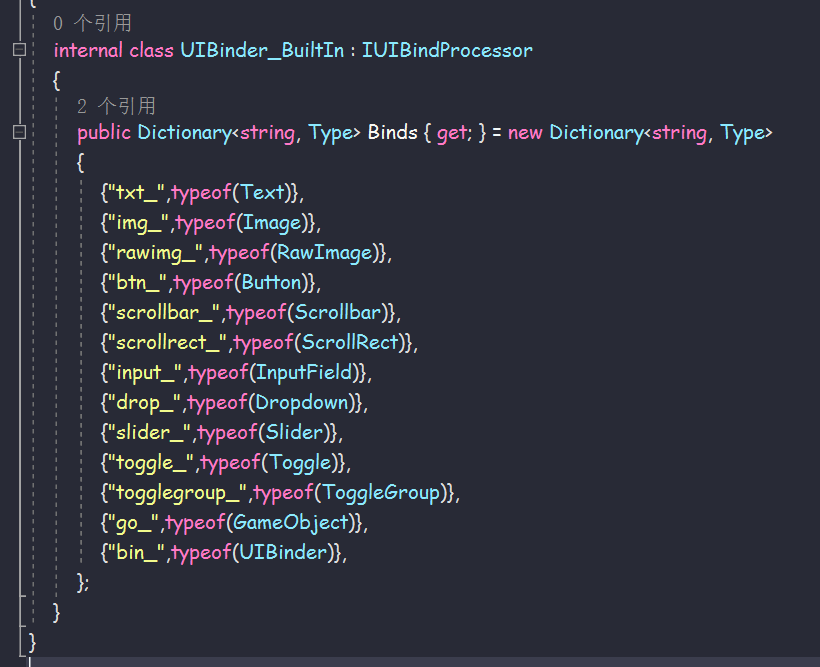 {
0 个引用
internal class UIBinder_BuiltIn : IUIBindProcessor
{
2 个引用
public Dictionary<string, Type> Binds { get; } = new Dictionary<string, Type>
{
{"txt_",typeof(Text)},
{"img_",typeof(Image)},
{"rawimg_",typeof(RawImage)},
{"btn_",typeof(Button)},
{"scrollbar_",typeof(Scrollbar)},
{"scrollrect_",typeof(ScrollRect)},
{"input_",typeof(InputField)},
{"drop_",typeof(Dropdown)},
{"slider_",typeof(Slider)},
{"toggle_",typeof(Toggle)},
{"togglegroup_",typeof(ToggleGroup)},
{"go_",typeof(GameObject)},
{"bin_",typeof(UIBinder)},
};
}
}